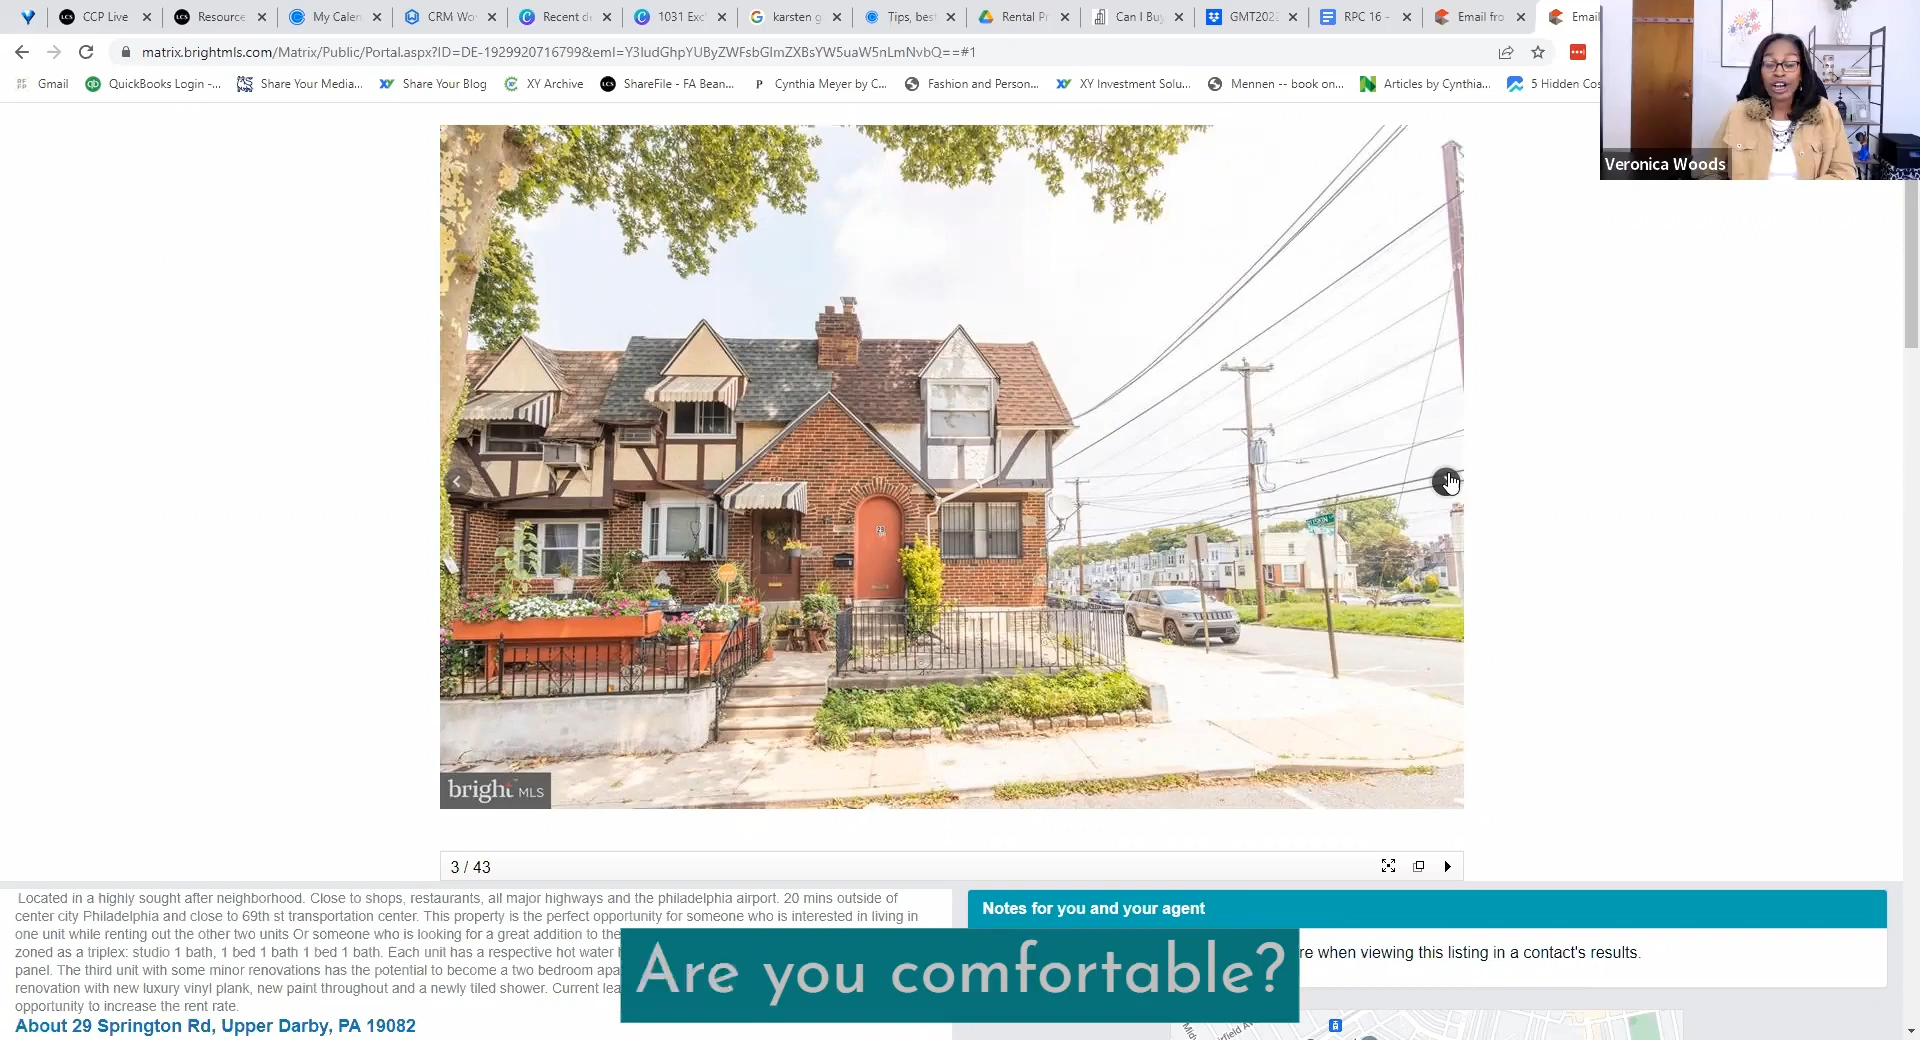 CCP Live
Resource
My Calen
CRM Wo
Recent d
1031 Exc
karsten g
Tips, bes
Rental P
Can I Bu
GMT202
RPC 16 -
Email fro
Email
matrix.brightmls.com/Matrix/Public/Portal.aspx?ID=DE-1929920716799&eml=Y3IudGhpYUByZWFsbGlmZXBsYW5uaW5nLmNvbQ==#1
Gmail
QuickBooks Login -...
Share Your Media...
Share Your Blog
XY Archive
ShareFile - FA Bean...
Cynthia Meyer by C...
Fashion and Person...
XY Investment Solu...
Mennen -- book on...
Articles by Cynthia...
5 Hidden Cos
Veronica Woods
29
bright MLS
3 / 43
Located in a highly sought after neighborhood. Close to shops, restaurants, all major highways and the philadelphia airport. 20 mins outside of
center city Philadelphia and close to 69th st transportation center. This property is the perfect opportunity for someone who is interested in living in
one unit while renting out the other two units Or someone who is looking for a great addition to the
zoned as a triplex: studio 1 bath, 1 bed 1 bath 1 bed 1 bath. Each unit has a respective hot water
panel. The third unit with some minor renovations has the potential to become a two bedroom apa
renovation with new luxury vinyl plank, new paint throughout and a newly tiled shower. Current lea
opportunity to increase the rent rate.
About 29 Springton Rd, Upper Darby, PA 19082
Notes for you and your agent
re when viewing this listing in a contact's results.
Are you comfortable?